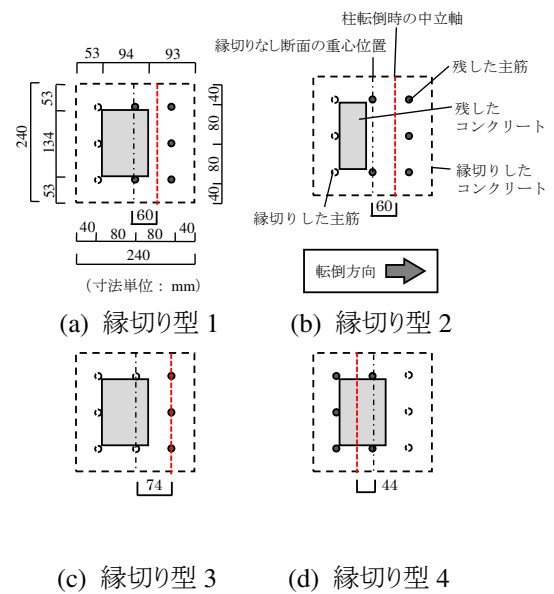 柱転倒時の中立軸
縁切りなし断面の重心位置
53 94 93
残した主筋
残した
コンクリート
縁切りした
コンクリート
縁切りした主筋
240
53
134
53
40
80
80
40
60
60
40 80 80 40
240
(寸法単位：mm)
転倒方向
(a) 縁切り型 1
(b) 縁切り型 2
74
44
(c) 縁切り型 3
(d) 縁切り型 4